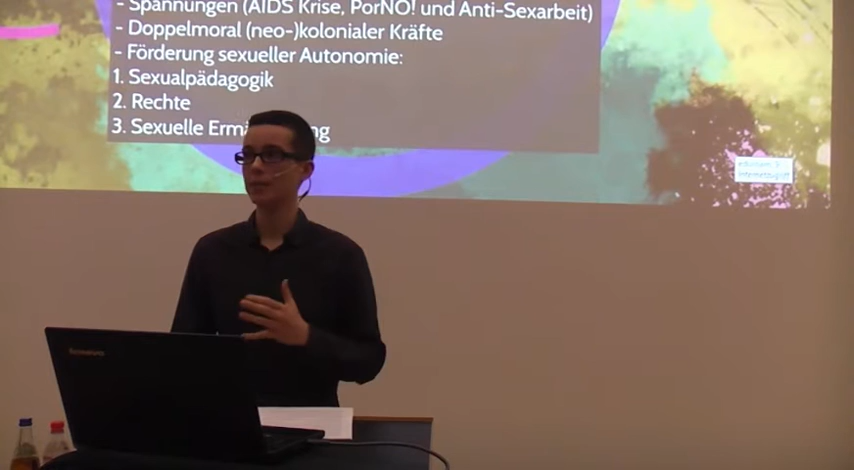 - Spannungen (AIDS Krise, PorNO! und Anti-Sexarbeit)
- Doppelmoral (neo-)kolonialer Kräfte
- Förderung sexueller Autonomie:
1. Sexualpädagogik
2. Rechte
3. Sexuelle
lenovo